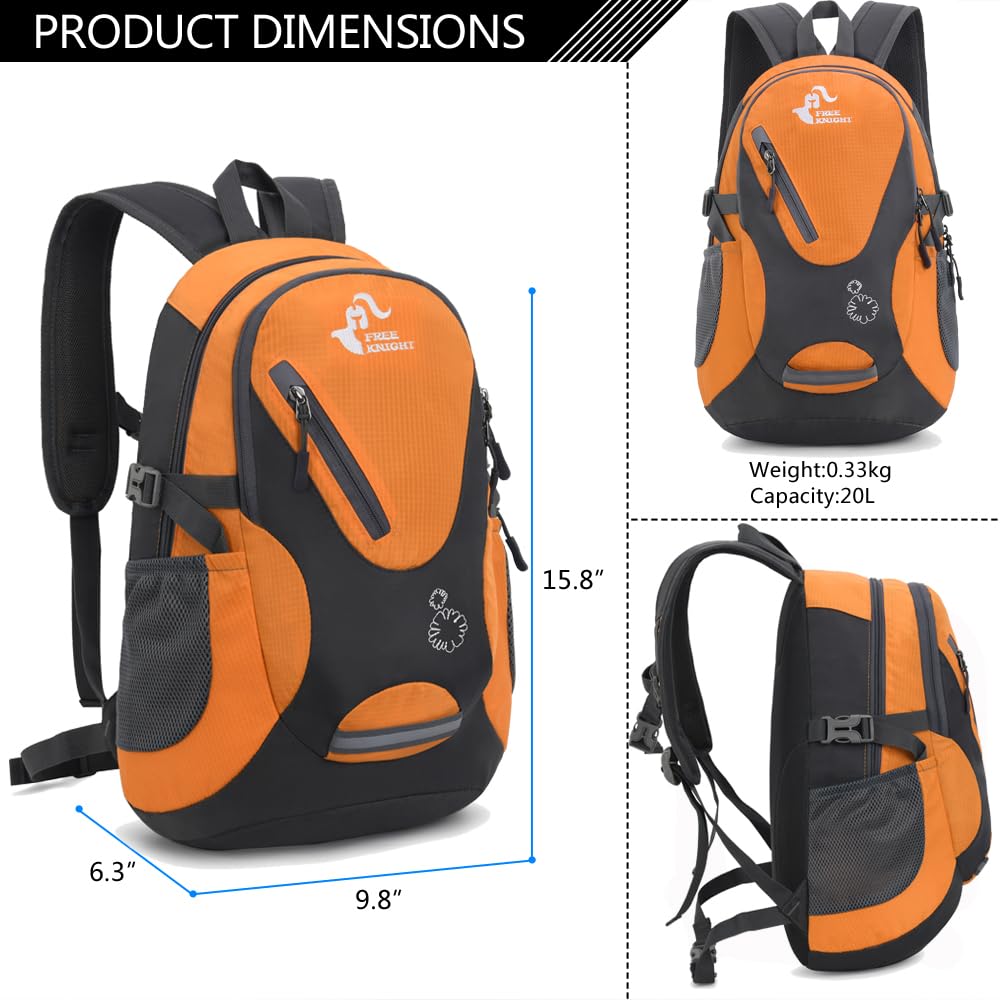 PRODUCT DIMENSIONS
FREE
KNIGHT
15.8”
6.3”
9.8”
FREE
KNIGHT
Weight:0.33kg
Capacity:20L